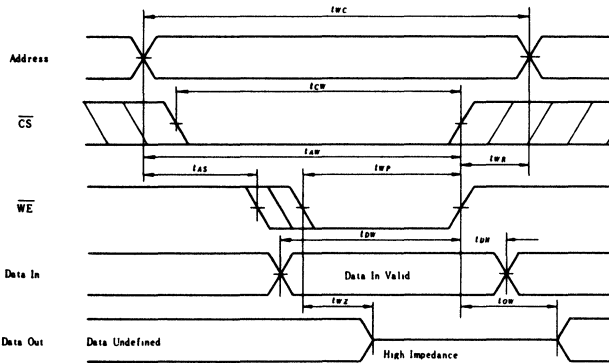 tWC
Address
tCW
CS
tAW
tWR
tAS
tWP
WE
tDW
tDH
Data In
Data In Valid
tWZ
tOW
Data Out
Data Undefined
High Impedance